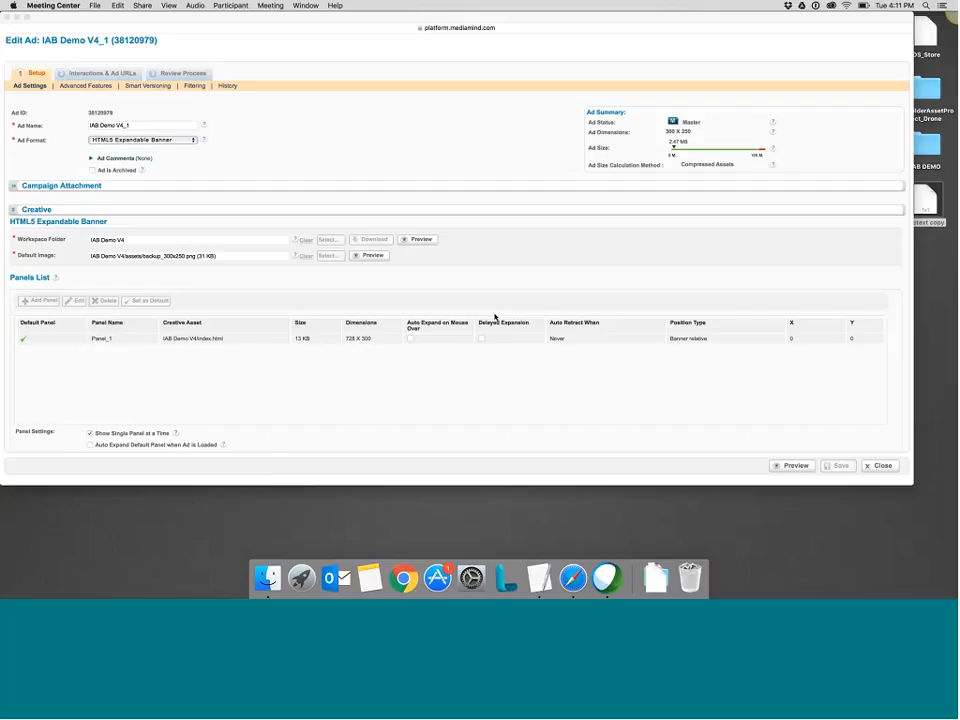 Meeting Center File Edit Share View Audio Participant Meeting Window Help Tue 4:11 PM
platform.mediamind.com
Edit Ad: IAB Demo V4_1 (38120979)
1 Setup 2 Interactions & Ad URLs 3 Review Process
Ad Settings | Advanced Features | Smart Versioning | Filtering | History
Ad ID: 38120979
* Ad Name: IAB Demo V4_1 ?
* Ad Format: HTML5 Expandable Banner ?
Ad Comments (None)
Ad is Archived ?
Ad Summary:
Ad Status: M Master ?
Ad Dimensions: 300 X 250 ?
2.47 MB
Ad Size: ?
Ad Size Calculation Method: Compressed Assets ?
Campaign Attachment
Creative
HTML5 Expandable Banner
* Workspace Folder IAB Demo V4 ? Clear Select... Download Preview
* Default Image: IAB Demo V4/assets/backup_300x250.png (31 KB) ? Clear Select... Preview
Panels List ?
Add Panel Edit Delete Set as Default
Default Panel Panel Name Creative Asset Size Dimensions Auto Expand on Mouse Over Delayed Expansion Auto Retract When Position Type X Y
Panel_1 IAB Demo V4/index.html 13 KB 728 X 300 Never Banner relative 0 0
Panel Settings: Show Single Panel at a Time ?
Auto Expand Default Panel when Ad is Loaded ?
Preview Save Close
DS_Store
ct_Drone
AB DEMO
TXT
1